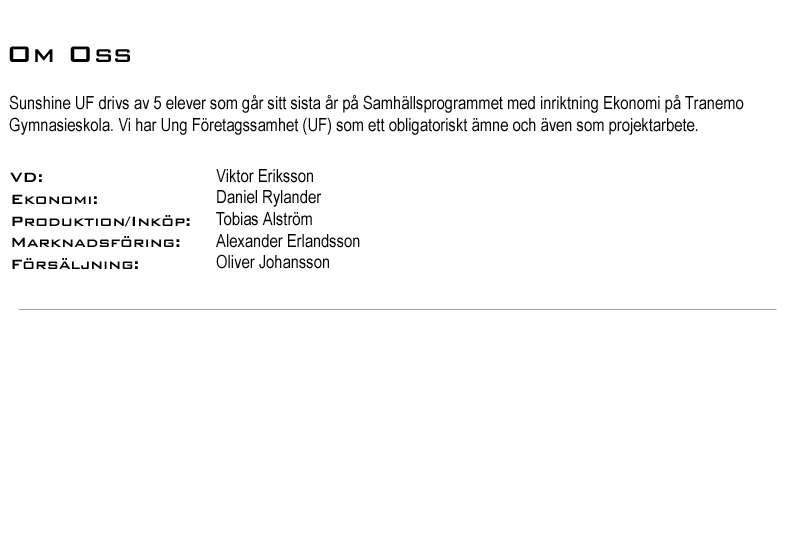 Om Oss
Sunshine UF drivs av 5 elever som går sitt sista år på Samhällsprogrammet med inriktning Ekonomi på Tranemo
Gymnasieskola. Vi har Ung Företagssamhet (UF) som ett obligatoriskt ämne och även som projektarbete.
VD: Viktor Eriksson
Ekonomi: Daniel Rylander
Produktion/Inköp: Tobias Alström
Marknadsföring: Alexander Erlandsson
Försäljning: Oliver Johansson